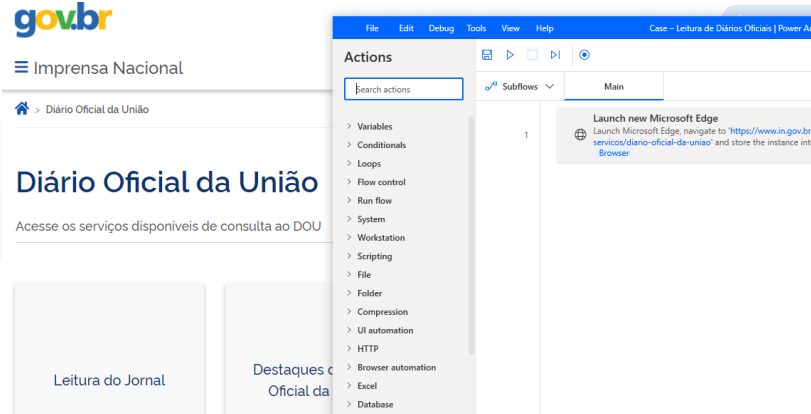 gov.br
Imprensa Nacional
> Diário Oficial da União
Diário Oficial da União
Acesse os serviços disponíveis de consulta ao DOU
Leitura do Jornal
Destaques
Oficial da
File Edit Debug Tools View Help
Case – Leitura de Diários Oficiais | Power
Actions
Search actions
Variables
Conditionals
Loops
Flow control
Run flow
System
Workstation
Scripting
File
Folder
Compression
UI automation
HTTP
Browser automation
Excel
Database
Subflows
Main
1
Launch new Microsoft Edge
Launch Microsoft Edge, navigate to 'https://www.in.gov.br
servicos/diario-oficial-da-uniao' and store the instance
Browser